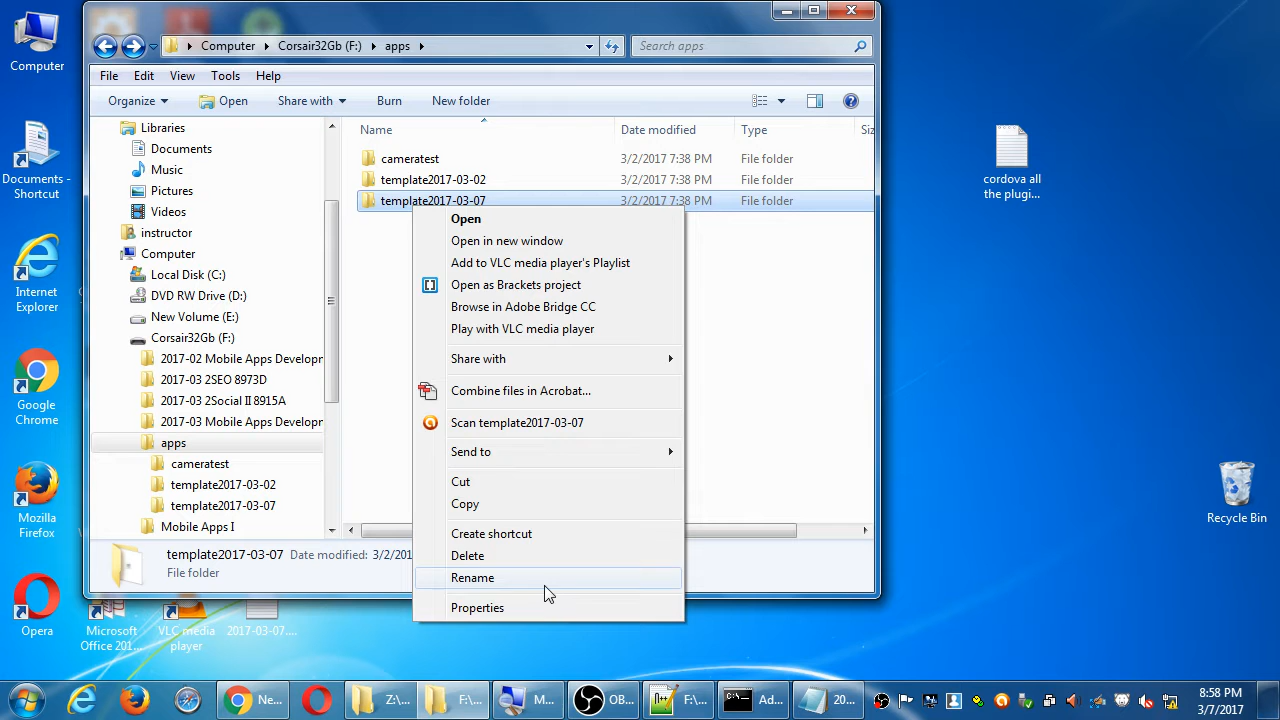 Computer
Documents - Shortcut
Internet Explorer
Google Chrome
Mozilla Firefox
Opera
Microsoft Office 201...
VLC media player
2017-03-07....
cordova all the plugi...
Recycle Bin
Computer Corsair32Gb (F:) apps
Search apps
File Edit View Tools Help
Organize Open Share with Burn New folder
Libraries
Documents
Music
Pictures
Videos
instructor
Computer
Local Disk (C:)
DVD RW Drive (D:)
New Volume (E:)
Corsair32Gb (F:)
2017-02 Mobile Apps Developr
2017-03 2SEO 8973D
2017-03 2Social II 8915A
2017-03 Mobile Apps Developr
apps
cameratest
template2017-03-02
template2017-03-07
Mobile Apps I
Name Date modified Type Siz
cameratest 3/2/2017 7:38 PM File folder
template2017-03-02 3/2/2017 7:38 PM File folder
template2017-03-07 3/2/2017 7:38 PM File folder
Open
Open in new window
Add to VLC media player's Playlist
Open as Brackets project
Browse in Adobe Bridge CC
Play with VLC media player
Share with
Combine files in Acrobat...
Scan template2017-03-07
Send to
Cut
Copy
Create shortcut
Delete
Rename
Properties
template2017-03-07 Date modified: 3/2/201
File folder
Ne... Z:\... F:\... M... OB... F:\... Ad... 20...
8:58 PM
3/7/2017